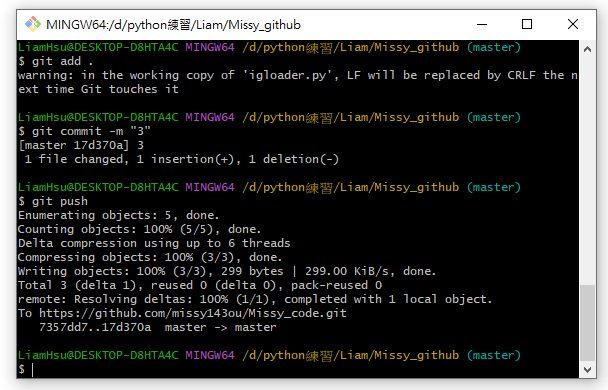 MINGW64:/d/python練習/Liam/Missy_github
LiamHsu@DESKTOP-D8HTA4C MINGW64 /d/python練習/Liam/Missy_github (master)
$ git add .
warning: in the working copy of 'igloader.py', LF will be replaced by CRLF the n
ext time Git touches it
LiamHsu@DESKTOP-D8HTA4C MINGW64 /d/python練習/Liam/Missy_github (master)
$ git commit -m "3"
[master 17d370a] 3
 1 file changed, 1 insertion(+), 1 deletion(-)
LiamHsu@DESKTOP-D8HTA4C MINGW64 /d/python練習/Liam/Missy_github (master)
$ git push
Enumerating objects: 5, done.
Counting objects: 100% (5/5), done.
Delta compression using up to 6 threads
Compressing objects: 100% (3/3), done.
Writing objects: 100% (3/3), 299 bytes | 299.00 KiB/s, done.
Total 3 (delta 1), reused 0 (delta 0), pack-reused 0
remote: Resolving deltas: 100% (1/1), completed with 1 local object.
To https://github.com/missy143ou/Missy_code.git
   7357dd7..17d370a  master -> master
LiamHsu@DESKTOP-D8HTA4C MINGW64 /d/python練習/Liam/Missy_github (master)
$